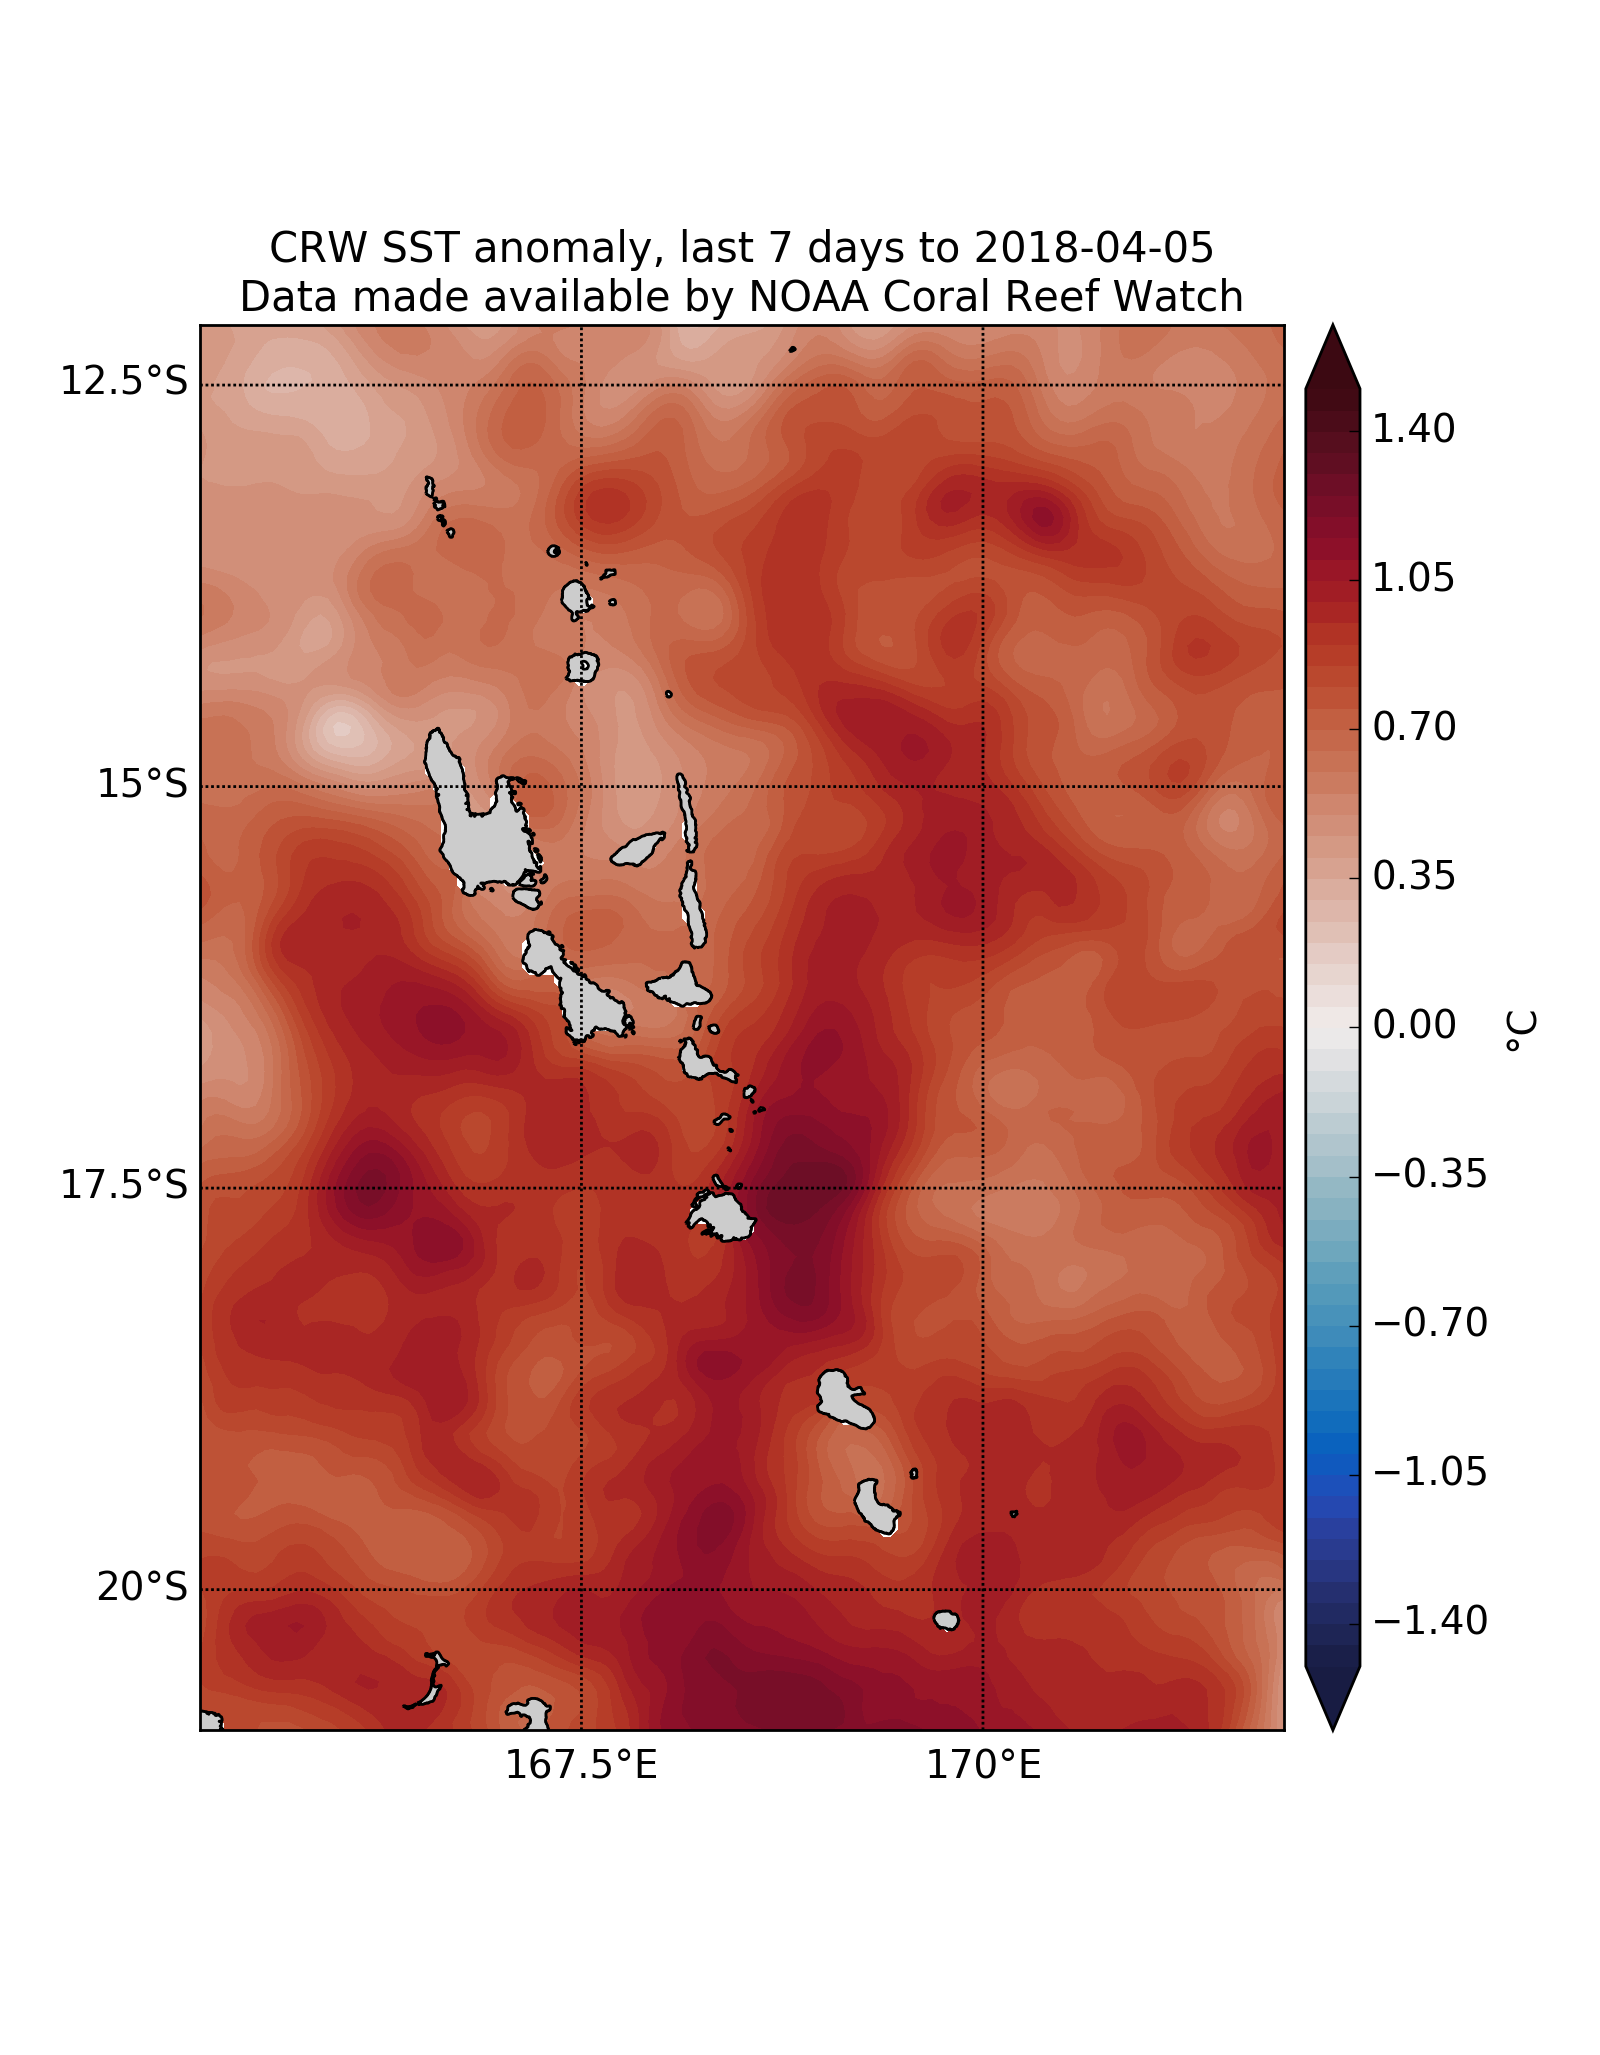 CRW SST anomaly, last 7 days to 2018-04-05
Data made available by NOAA Coral Reef Watch
12.5°S
15°S
17.5°S
20°S
167.5°E
170°E
1.40
1.05
0.70
0.35
0.00
−0.35
−0.70
−1.05
−1.40
°C